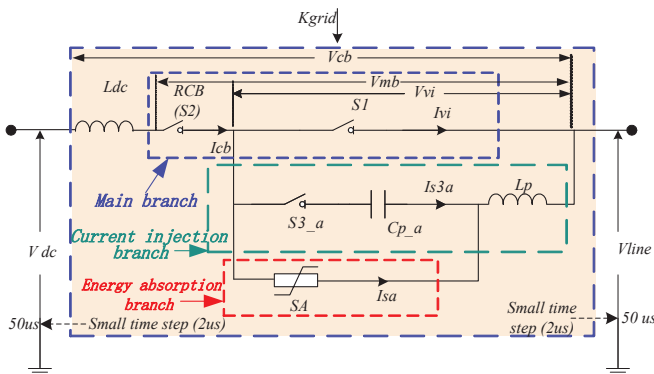 Kgrid
Vcb
Ldc
RCB
(S2)
Vmb
Vvi
S1
Icb
Ivi
Main branch
Is3a
Lp
S3_a
Cp_a
Current injection
branch
V dc
Vline
Energy absorption
branch
SA
Isa
50us
Small time step (2us)
Small time
step (2us)
50 us